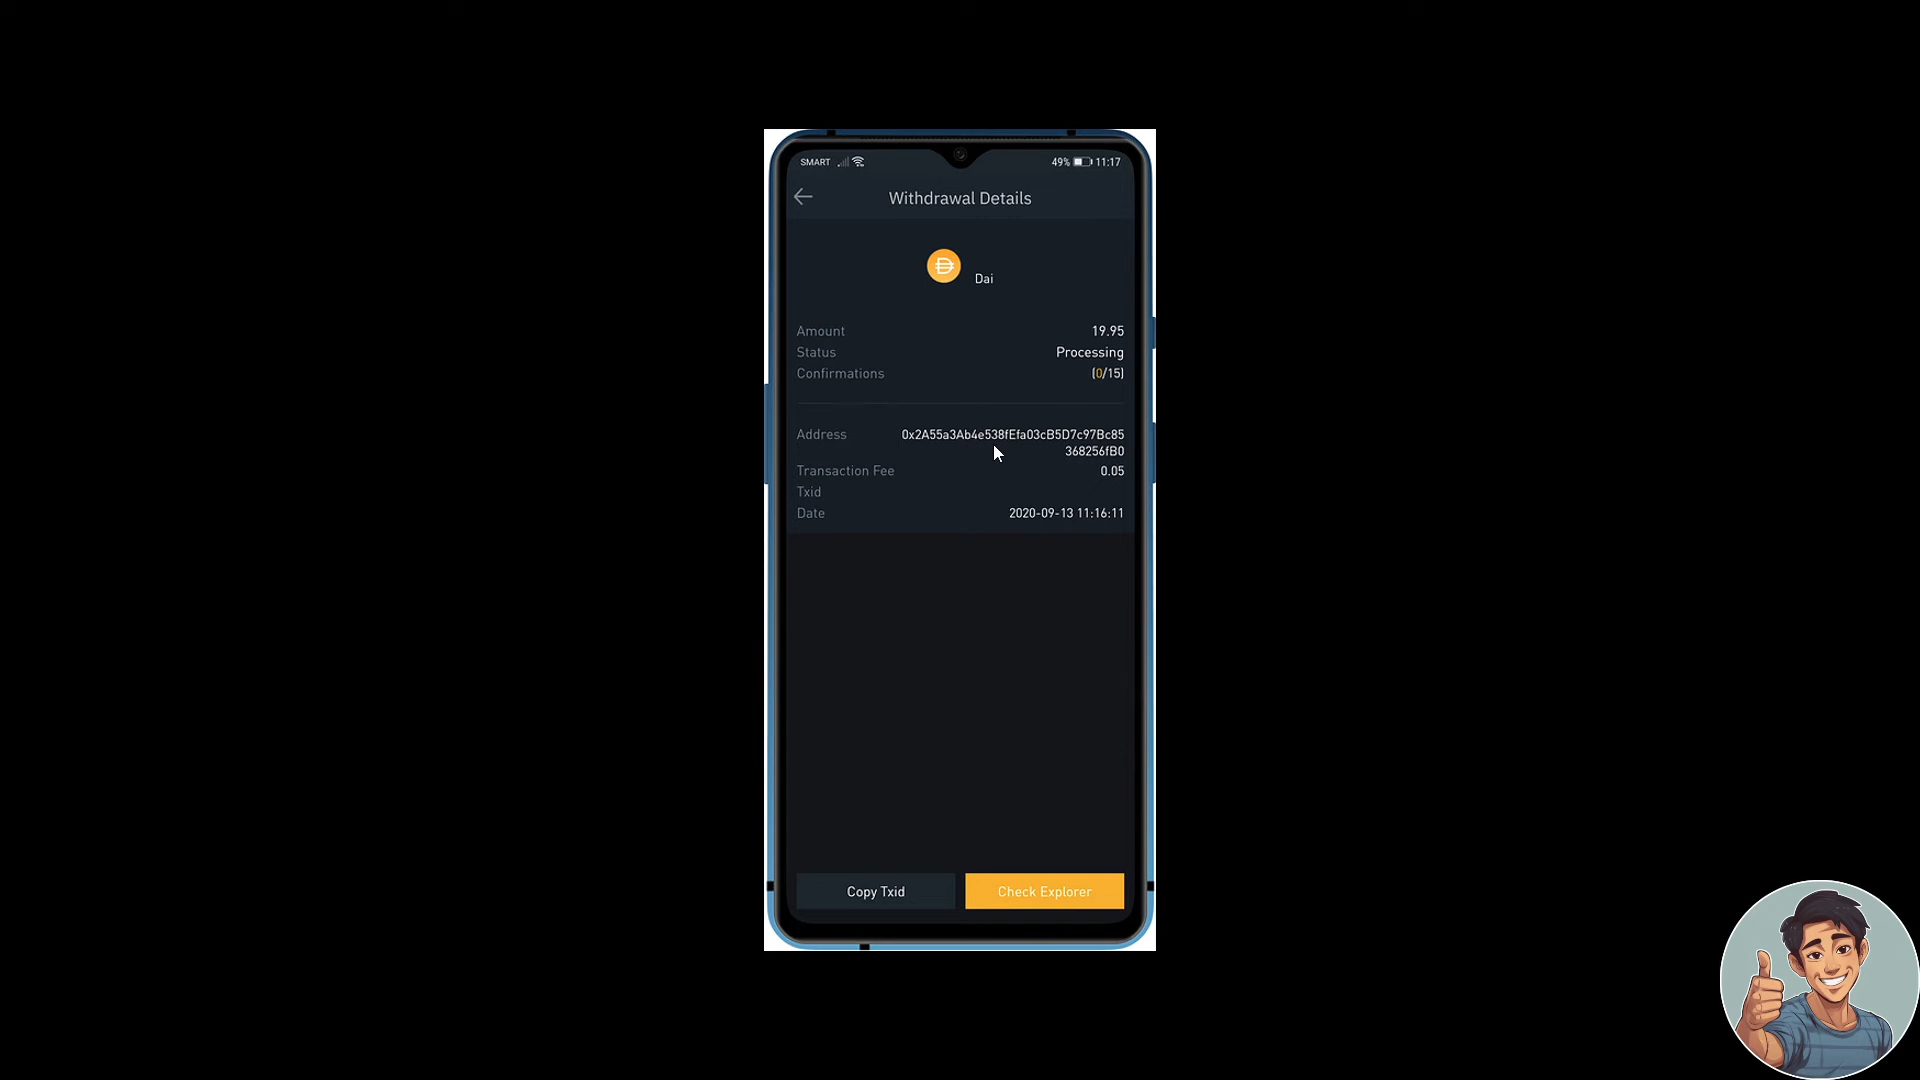 SMART
49% 11:17
Withdrawal Details
Dai
Amount 19.95
Status Processing
Confirmations (0/15)
Address 0x2A55a3Ab4e538fEfa03cB5D7c97Bc85
368256fB0
Transaction Fee 0.05
Txid
Date 2020-09-13 11:16:11
Copy Txid Check Explorer